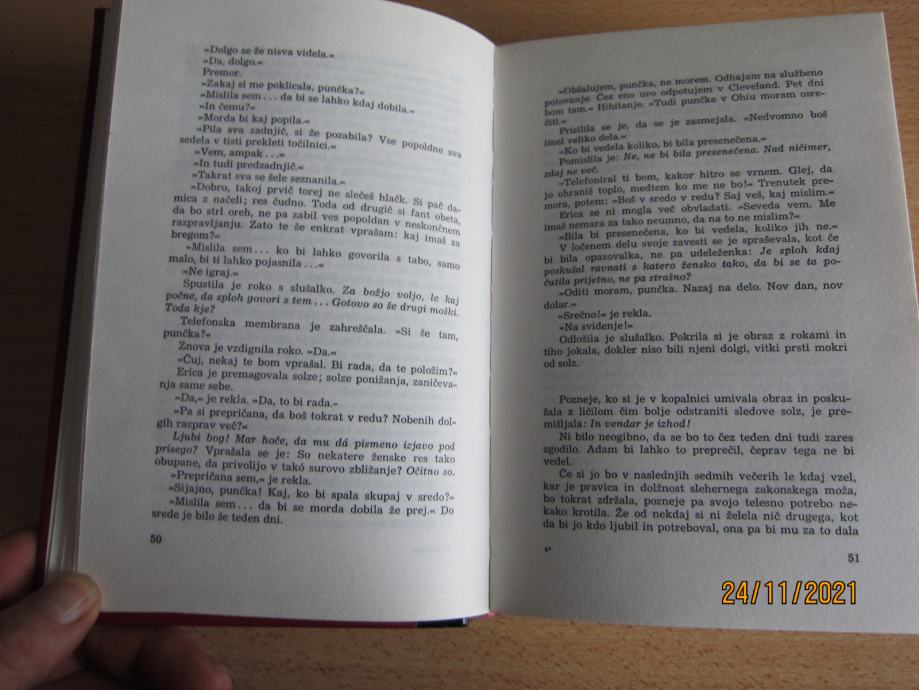 »Dolgo se že nisva videla.«
»Da, dolgo.«
Premor.
»Zakaj si me poklicala, punčka?«
»Mislila sem... da bi se lahko kdaj dobila.«
»In čemu?«
»Morda bi kaj popila.«
»Pila sva zadnjič, si že pozabila? Vse popoldne sva
sedela v tisti prekleti točilnici.«
»Vem, ampak...«
»In tudi predzadnjič.«
»Takrat sva se šele seznanila.«
»Dobro, takoj prvič torej ne slečeš hlačk. Si pač da-
mica z načeli; res čudno. Toda od drugič si fant obeta,
da bo strl oreh, ne pa zabil ves popoldan v neskončnem
razpravljanju. Zato te še enkrat vprašam: kaj imaš za
bregom?«
»Mislila sem... ko bi lahko govorila s tabo, samo
malo, bi ti lahko pojasnila...«
»Ne igraj.«
Spustila je roko s slušalko. Za božjo voljo, le kaj
počne, da sploh govori s tem... Gotovo so še drugi moški.
Toda kje?
Telefonska membrana je zahreščala. »Si še tam,
punčka?«
Znova je vzdignila roko. »Da.«
»Čuj, nekaj te bom vprašal. Bi rada, da te položim?«
Erica je premagovala solze; solze ponižanja, zaničeva-
nja same sebe.
»Da,« je rekla. »Da, to bi rada.«
»Pa si prepričana, da boš tokrat v redu? Nobenih dol-
gih razprav več?«
Ljubi bog! Mar hoče, da mu dá pismeno izjavo pod
prisego? Vprašala se je: So nekatere ženske res tako
obupane, da privolijo v takó surovo zbližanje? Očitno so.
»Prepričana sem,« je rekla.
»Sijajno, punčka! Kaj, ko bi spala skupaj v sredo?«
»Mislila sem... da bi se morda dobila že prej.« Do
srede je bilo še teden dni.
50
»Obžalujem, punčka, ne morem. Odhajam na službeno
potovanje. Čez eno uro odpotujem v Cleveland. Pet dni
bom tam.« Hihitanje. »Tudi punčke v Ohiu moram osre-
čiti.«
Prisilila se je, da se je zasmejala. »Nedvomno boš
imel veliko dela.«
»Ko bi vedela koliko, bi bila presenečena.«
Pomislila je: Ne, ne bi bila presenečena. Nad ničimer,
zdaj ne več.
»Telefoniral ti bom, kakor hitro se vrnem. Glej, da
jo ohraniš toplo, medtem ko me ne bo!« Trenutek pre-
mora, potem: »Boš v sredo v redu? Saj veš, kaj mislim.«
Erica se ni mogla več obvladati. »Seveda vem. Me
imaš nemara za tako neumno, da na to ne mislim?«
»Bila bi presenečena, ko bi vedela, koliko jih ne.«
V ločenem delu svoje zavesti se je spraševala, kot če
bi bila opazovalka, ne pa udeleženka: Je sploh kdaj
poskušal ravnati s katero žensko tako, da bi se ta po-
čutila prijetno, ne pa strašno?
»Oditi moram, punčka. Nazaj na delo. Nov dan, nov
dolar.«
»Srečno!« je rekla.
»Na svidenje!«
Odložila je slušalko. Pokrila si je obraz z rokami in
tiho jokala, dokler niso bili njeni dolgi, vitki prsti mokri
od solz.
Pozneje, ko si je v kopalnici umivala obraz in posku-
šala z ličilom čim bolje odstraniti sledove solz, je pre-
mišljala: In vendar je izhod!
Ni bilo neogibno, da se bo to čez teden dni tudi zares
zgodilo. Adam bi lahko to preprečil, čeprav tega ne bi
vedel.
Če si jo bo v naslednjih sedmih večerih le kdaj vzel,
kar je pravica in dolžnost slehernega zakonskega moža,
bo tokrat zdržala, pozneje pa svojo telesno potrebo ne-
kako krotila. Že od nekdaj si ni želela nič drugega, kot
da bi jo kdo ljubil in potreboval, ona pa bi mu za to dala
4*
51
24/11/2021